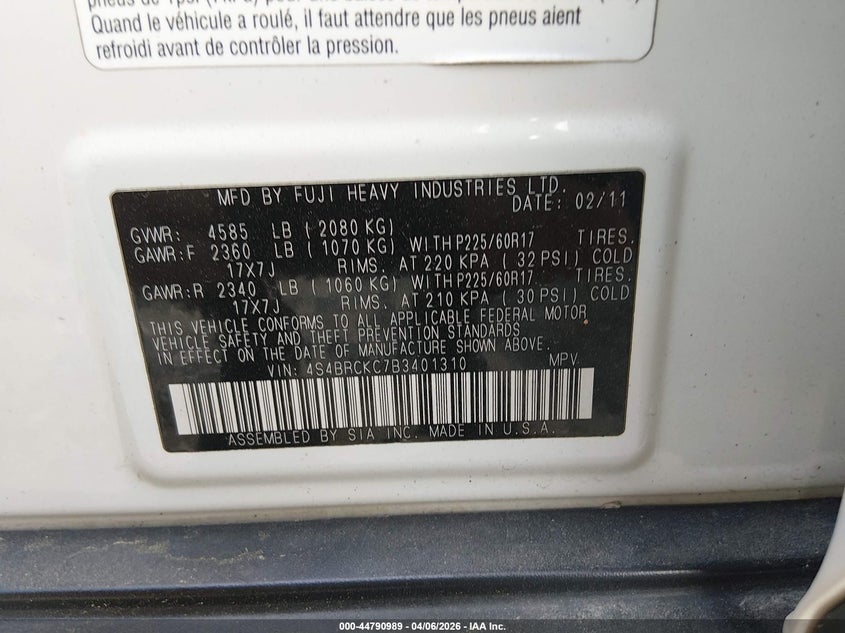 Quand le véhicule a roulé, il faut attendre que les pneus aient
refroidi avant de contrôler la pression.
MFD BY FUJI HEAVY INDUSTRIES LTD.
DATE: 02/11
GVWR: 4585 LB ( 2080 KG)
GAWR:F 2360 LB ( 1070 KG) WITH P225/60R17 TIRES.
17X7J RIMS. AT 220 KPA ( 32 PSI) COLD
GAWR:R 2340 LB ( 1060 KG) WITH P225/60R17 TIRES.
17X7J RIMS. AT 210 KPA ( 30 PSI) COLD
THIS VEHICLE CONFORMS TO ALL APPLICABLE FEDERAL MOTOR
VEHICLE SAFETY AND THEFT PREVENTION STANDARDS
IN EFFECT ON THE DATE OF MANUFACTURE SHOWN ABOVE.
VIN: 4S4BRCKC7B3401310 MPV
ASSEMBLED BY SIA INC. MADE IN U.S.A.
000-44790989 - 04/06/2026 - IAA Inc.